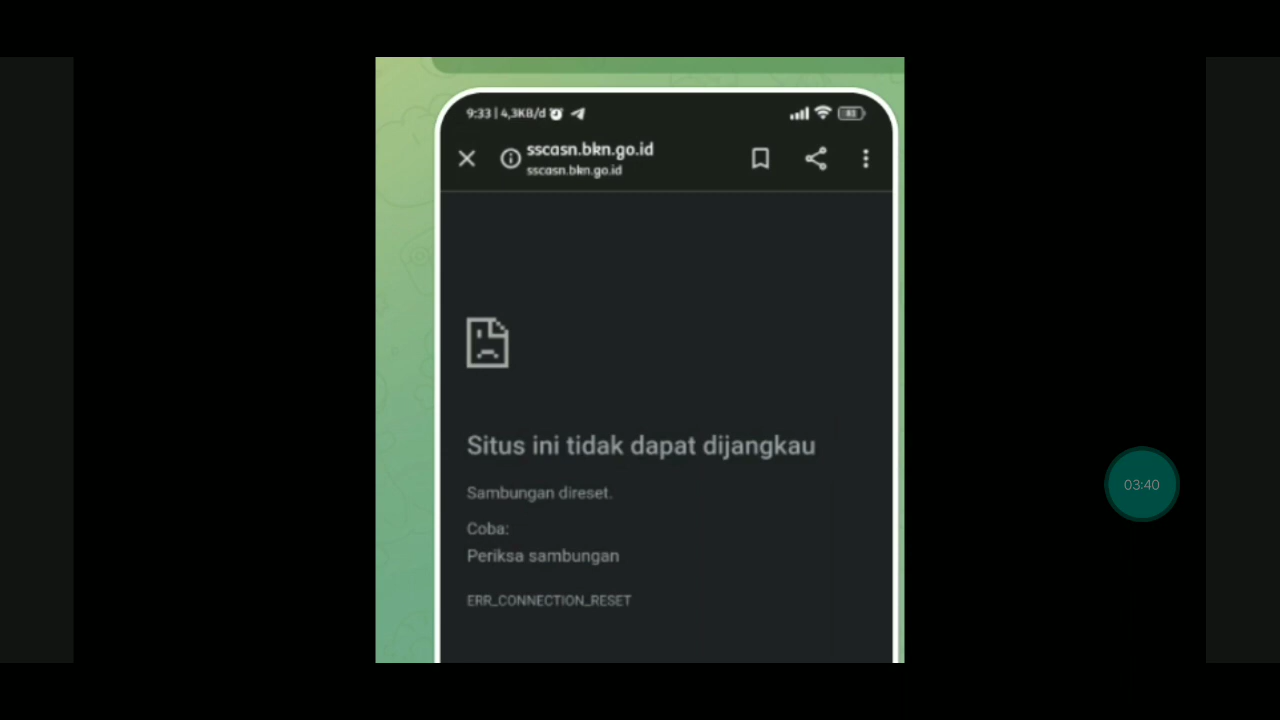 9:33 | 4,3KB/d
sscasn.bkn.go.id
sscasn.bkn.go.id
Situs ini tidak dapat dijangkau
Sambungan direset.
Coba:
Periksa sambungan
ERR_CONNECTION_RESET
03:40